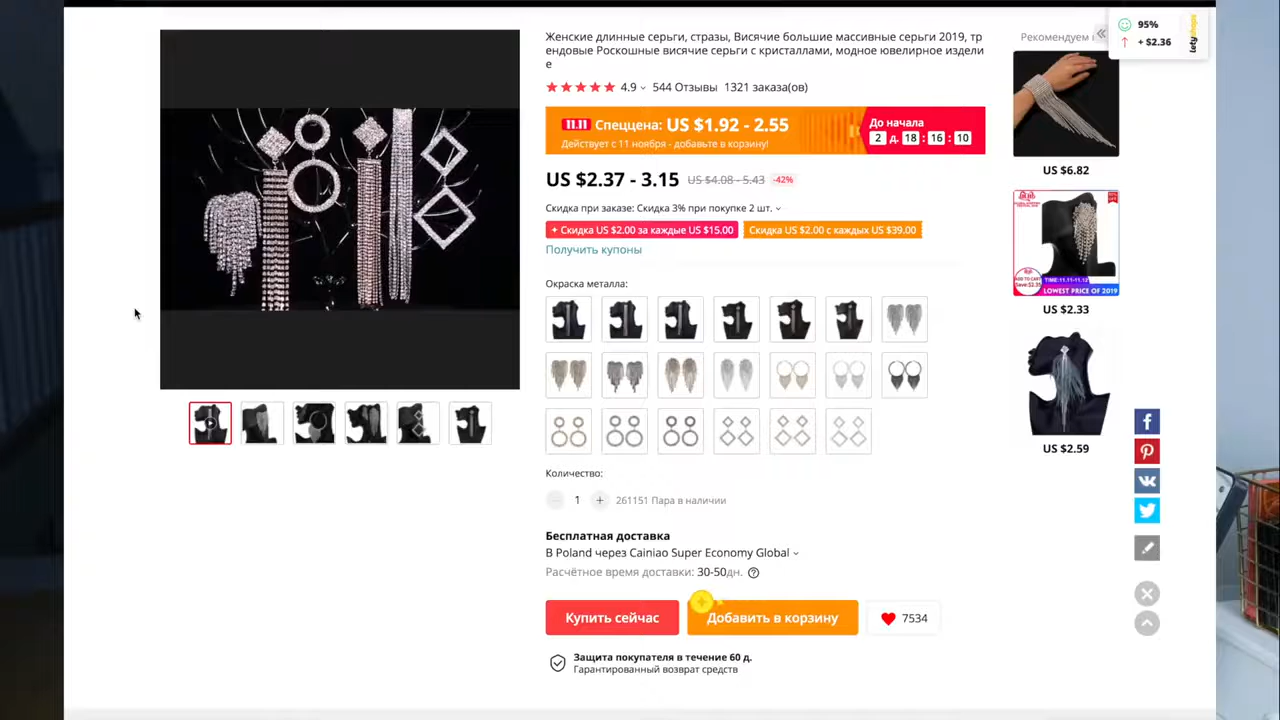 Женские длинные серьги, стразы, Висячие большие массивные серьги 2019, тр
ендовые Роскошные висячие серьги с кристаллами, модное ювелирное издели
е
4.9
544 Отзывы
1321 заказа(ов)
11.11 Спеццена: US $1.92 - 2.55
Действует с 11 ноября - добавьте в корзину!
До начала
2 д. 18 : 16 : 10
US $2.37 - 3.15 US $4.08 - 5.43 -42%
Скидка при заказе: Скидка 3% при покупке 2 шт.
+ Скидка US $2.00 за каждые US $15.00
Скидка US $2.00 с каждых US $39.00
Получить купоны
Окраска металла:
Количество:
1 + 261151 Пара в наличии
Бесплатная доставка
В Poland через Cainiao Super Economy Global
Расчётное время доставки: 30-50дн.
Купить сейчас
Добавить в корзину
7534
Защита покупателя в течение 60 д.
Гарантированный возврат средств
Рекомендуем
95%
+ $2.36
letyshops
US $6.82
TIME:11.11-11.12
LOWEST PRICE OF 2019
US $2.33
US $2.59